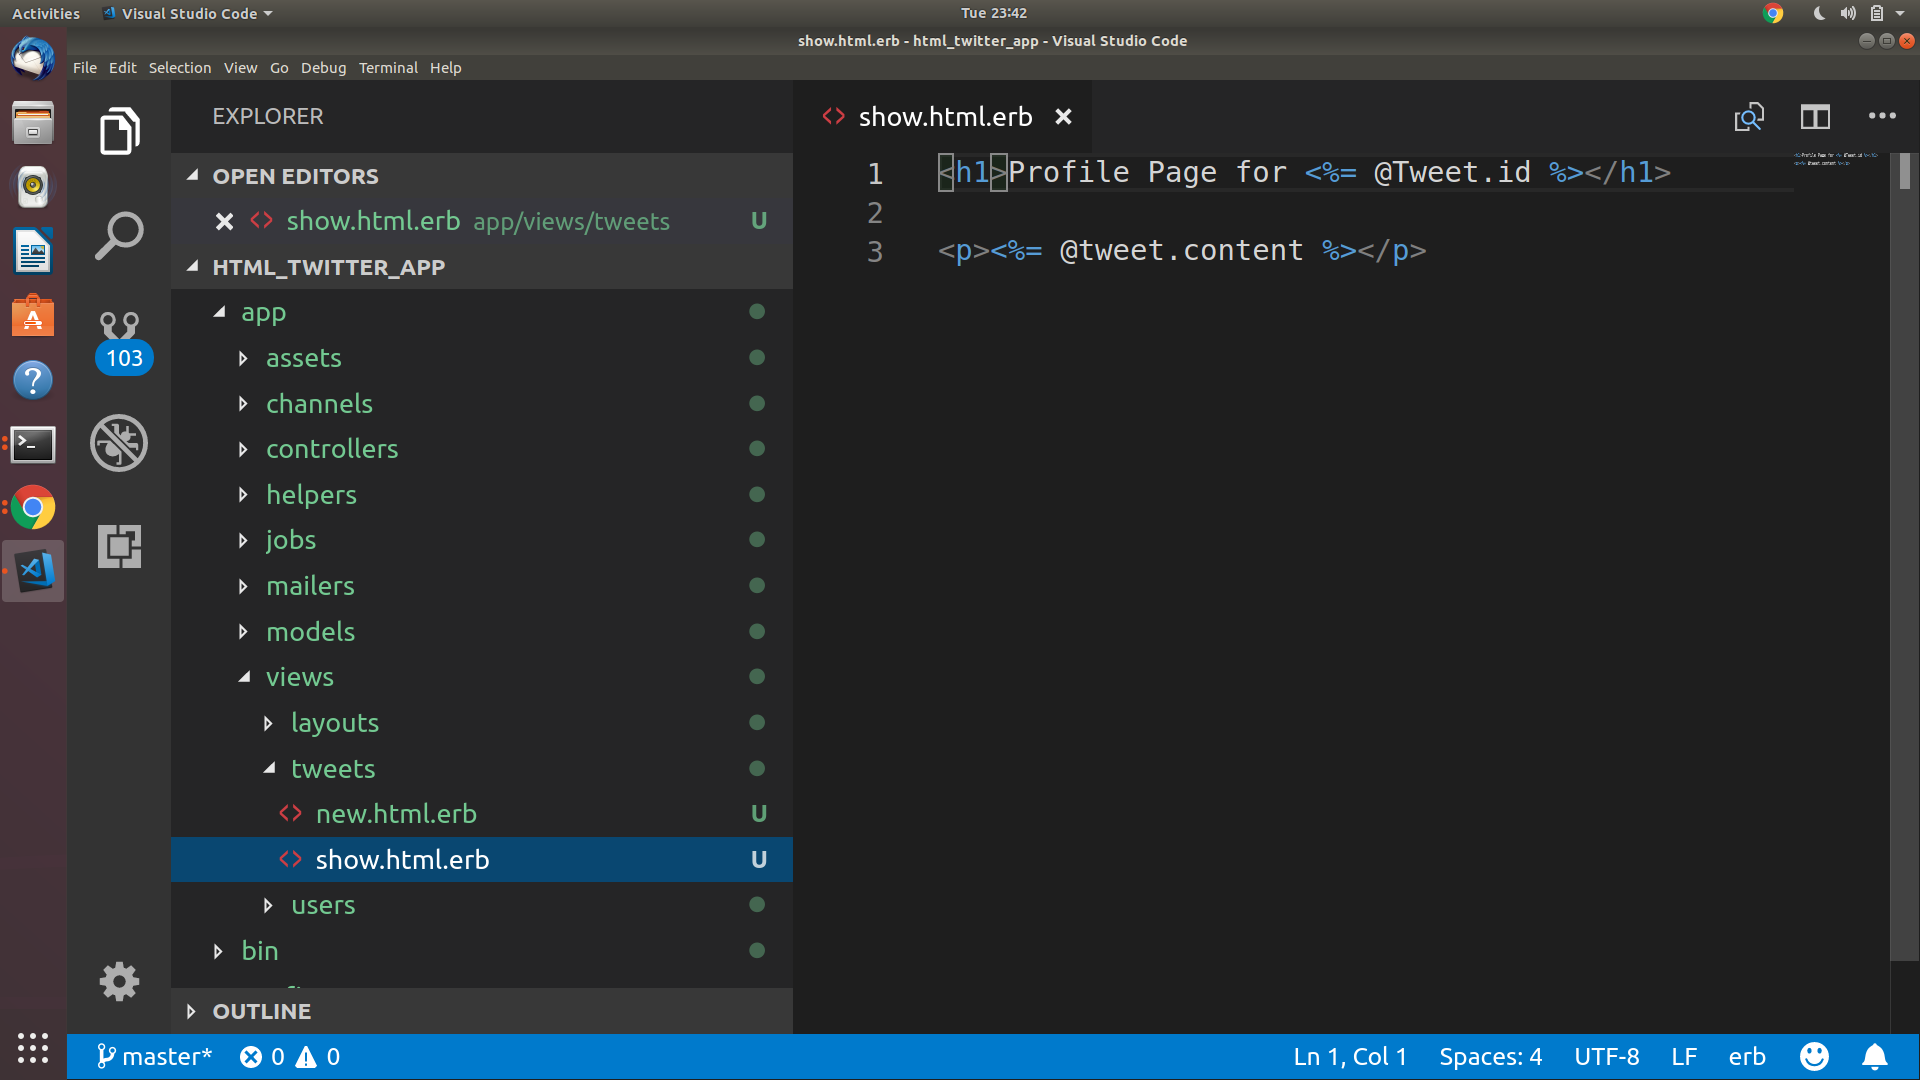 Activities Visual Studio Code Tue 23:42
show.html.erb - html_twitter_app - Visual Studio Code
File Edit Selection View Go Debug Terminal Help
EXPLORER
OPEN EDITORS
show.html.erb app/views/tweets U
HTML_TWITTER_APP
app
assets
channels
controllers
helpers
jobs
mailers
models
views
layouts
tweets
new.html.erb U
show.html.erb U
users
bin
OUTLINE
103
show.html.erb
1 <h1>Profile Page for <%= @Tweet.id %></h1>
2
3 <p><%= @tweet.content %></p>
master* 0 0 Ln 1, Col 1 Spaces: 4 UTF-8 LF erb